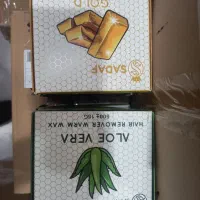 ALOE VERA
HAIR REMOVER WARM WAX
SADAF
GOLD